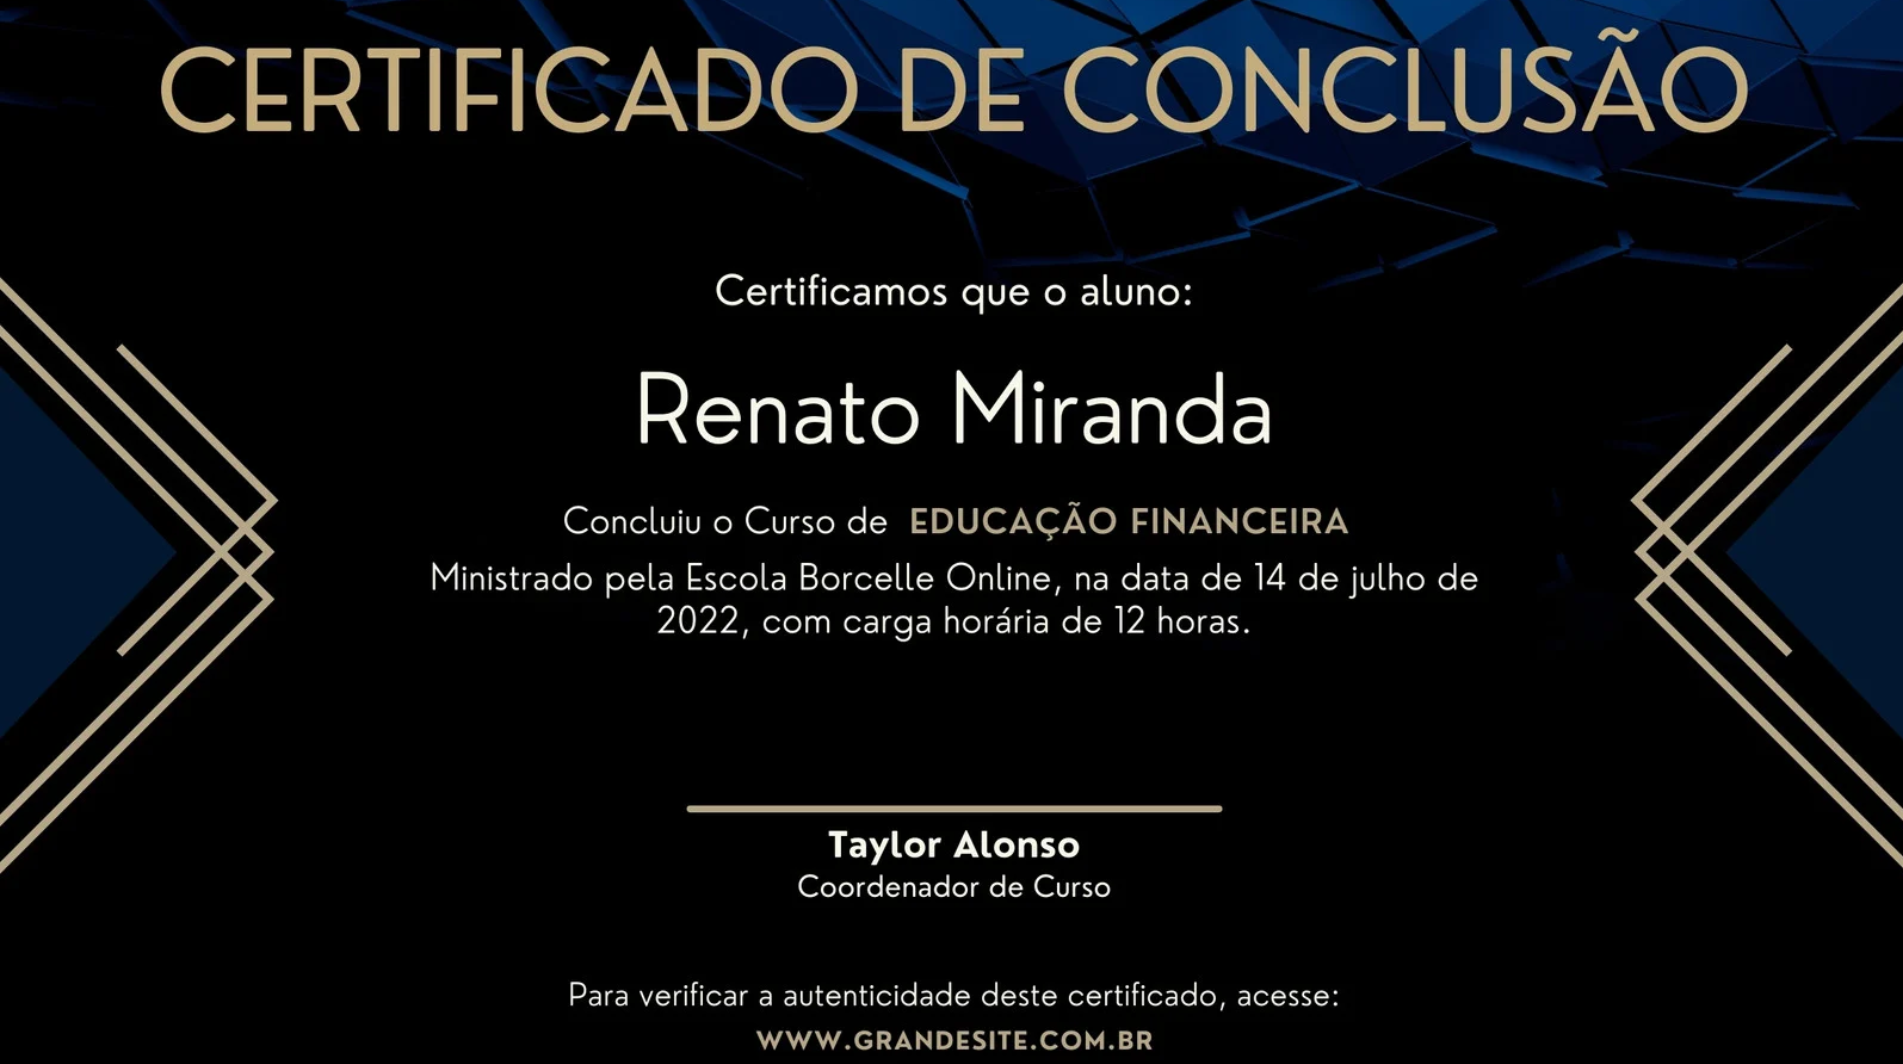 CERTIFICADO DE CONCLUSÃO
Certificamos que o aluno:
Renato Miranda
Concluiu o Curso de EDUCAÇÃO FINANCEIRA
Ministrado pela Escola Borcelle Online, na data de 14 de julho de
2022, com carga horária de 12 horas.
Taylor Alonso
Coordenador de Curso
Para verificar a autenticidade deste certificado, acesse:
WWW.GRANDESITE.COM.BR